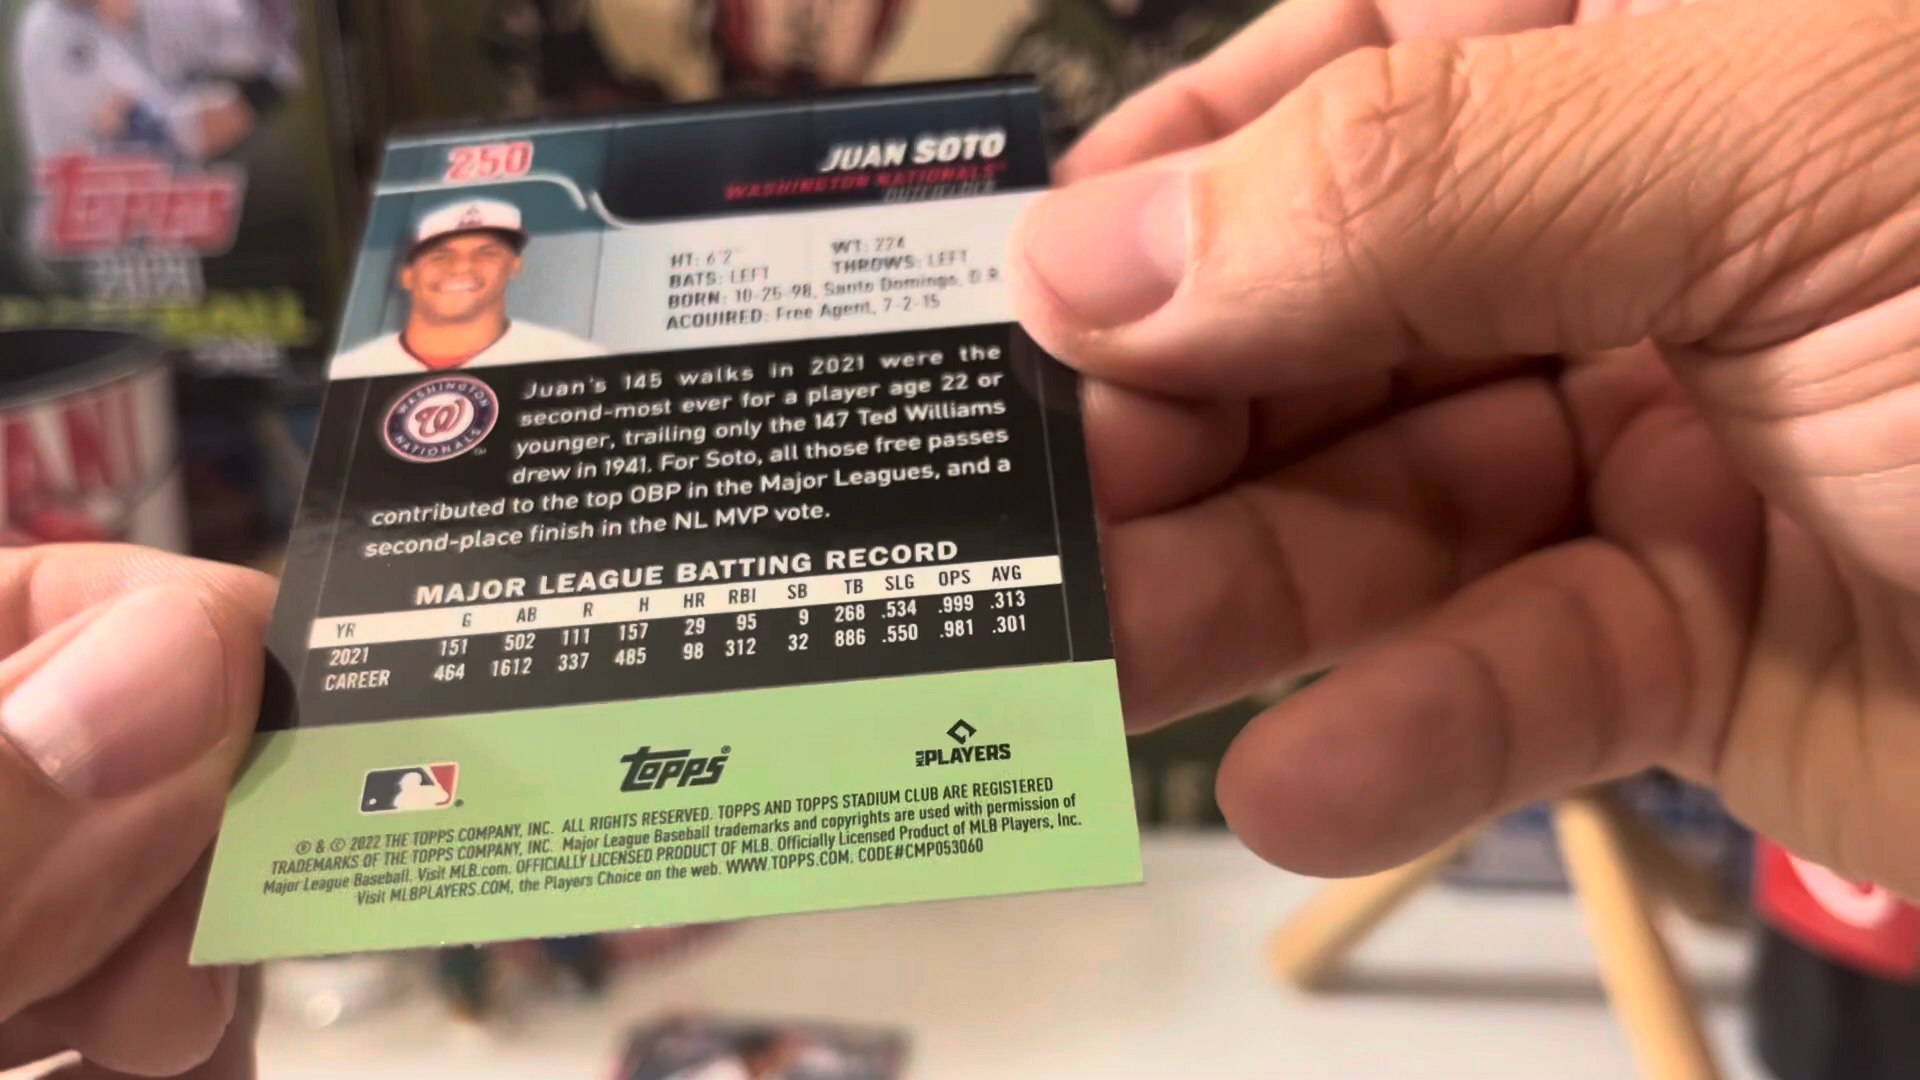 Topps
250
JUAN SOTO
WASHINGTON NATIONALS
OUTFIELDER
HT: 6'2" WT: 224
BATS: LEFT THROWS: LEFT
BORN: 10-25-98, Santo Domingo, D.R.
ACQUIRED: Free Agent, 7-2-15
WASHINGTON NATIONALS
W
Juan's 145 walks in 2021 were the
second-most ever for a player age 22 or
younger, trailing only the 147 Ted Williams
drew in 1941. For Soto, all those free passes
contributed to the top OBP in the Major Leagues, and a
second-place finish in the NL MVP vote.
MAJOR LEAGUE BATTING RECORD
YR G AB R H HR RBI SB TB SLG OPS AVG
2021 151 502 111 157 29 95 9 268 .534 .999 .313
CAREER 464 1612 337 485 98 312 32 886 .550 .981 .301
Topps® MLB PLAYERS
® & © 2022 THE TOPPS COMPANY, INC. ALL RIGHTS RESERVED. TOPPS AND TOPPS STADIUM CLUB ARE REGISTERED
TRADEMARKS OF THE TOPPS COMPANY, INC. Major League Baseball trademarks and copyrights are used with permission of
Major League Baseball. Visit MLB.com. OFFICIALLY LICENSED PRODUCT OF MLB. Officially Licensed Product of MLB Players, Inc.
Visit MLBPLAYERS.COM, the Players Choice on the web. WWW.TOPPS.COM. CODE#CMP053060